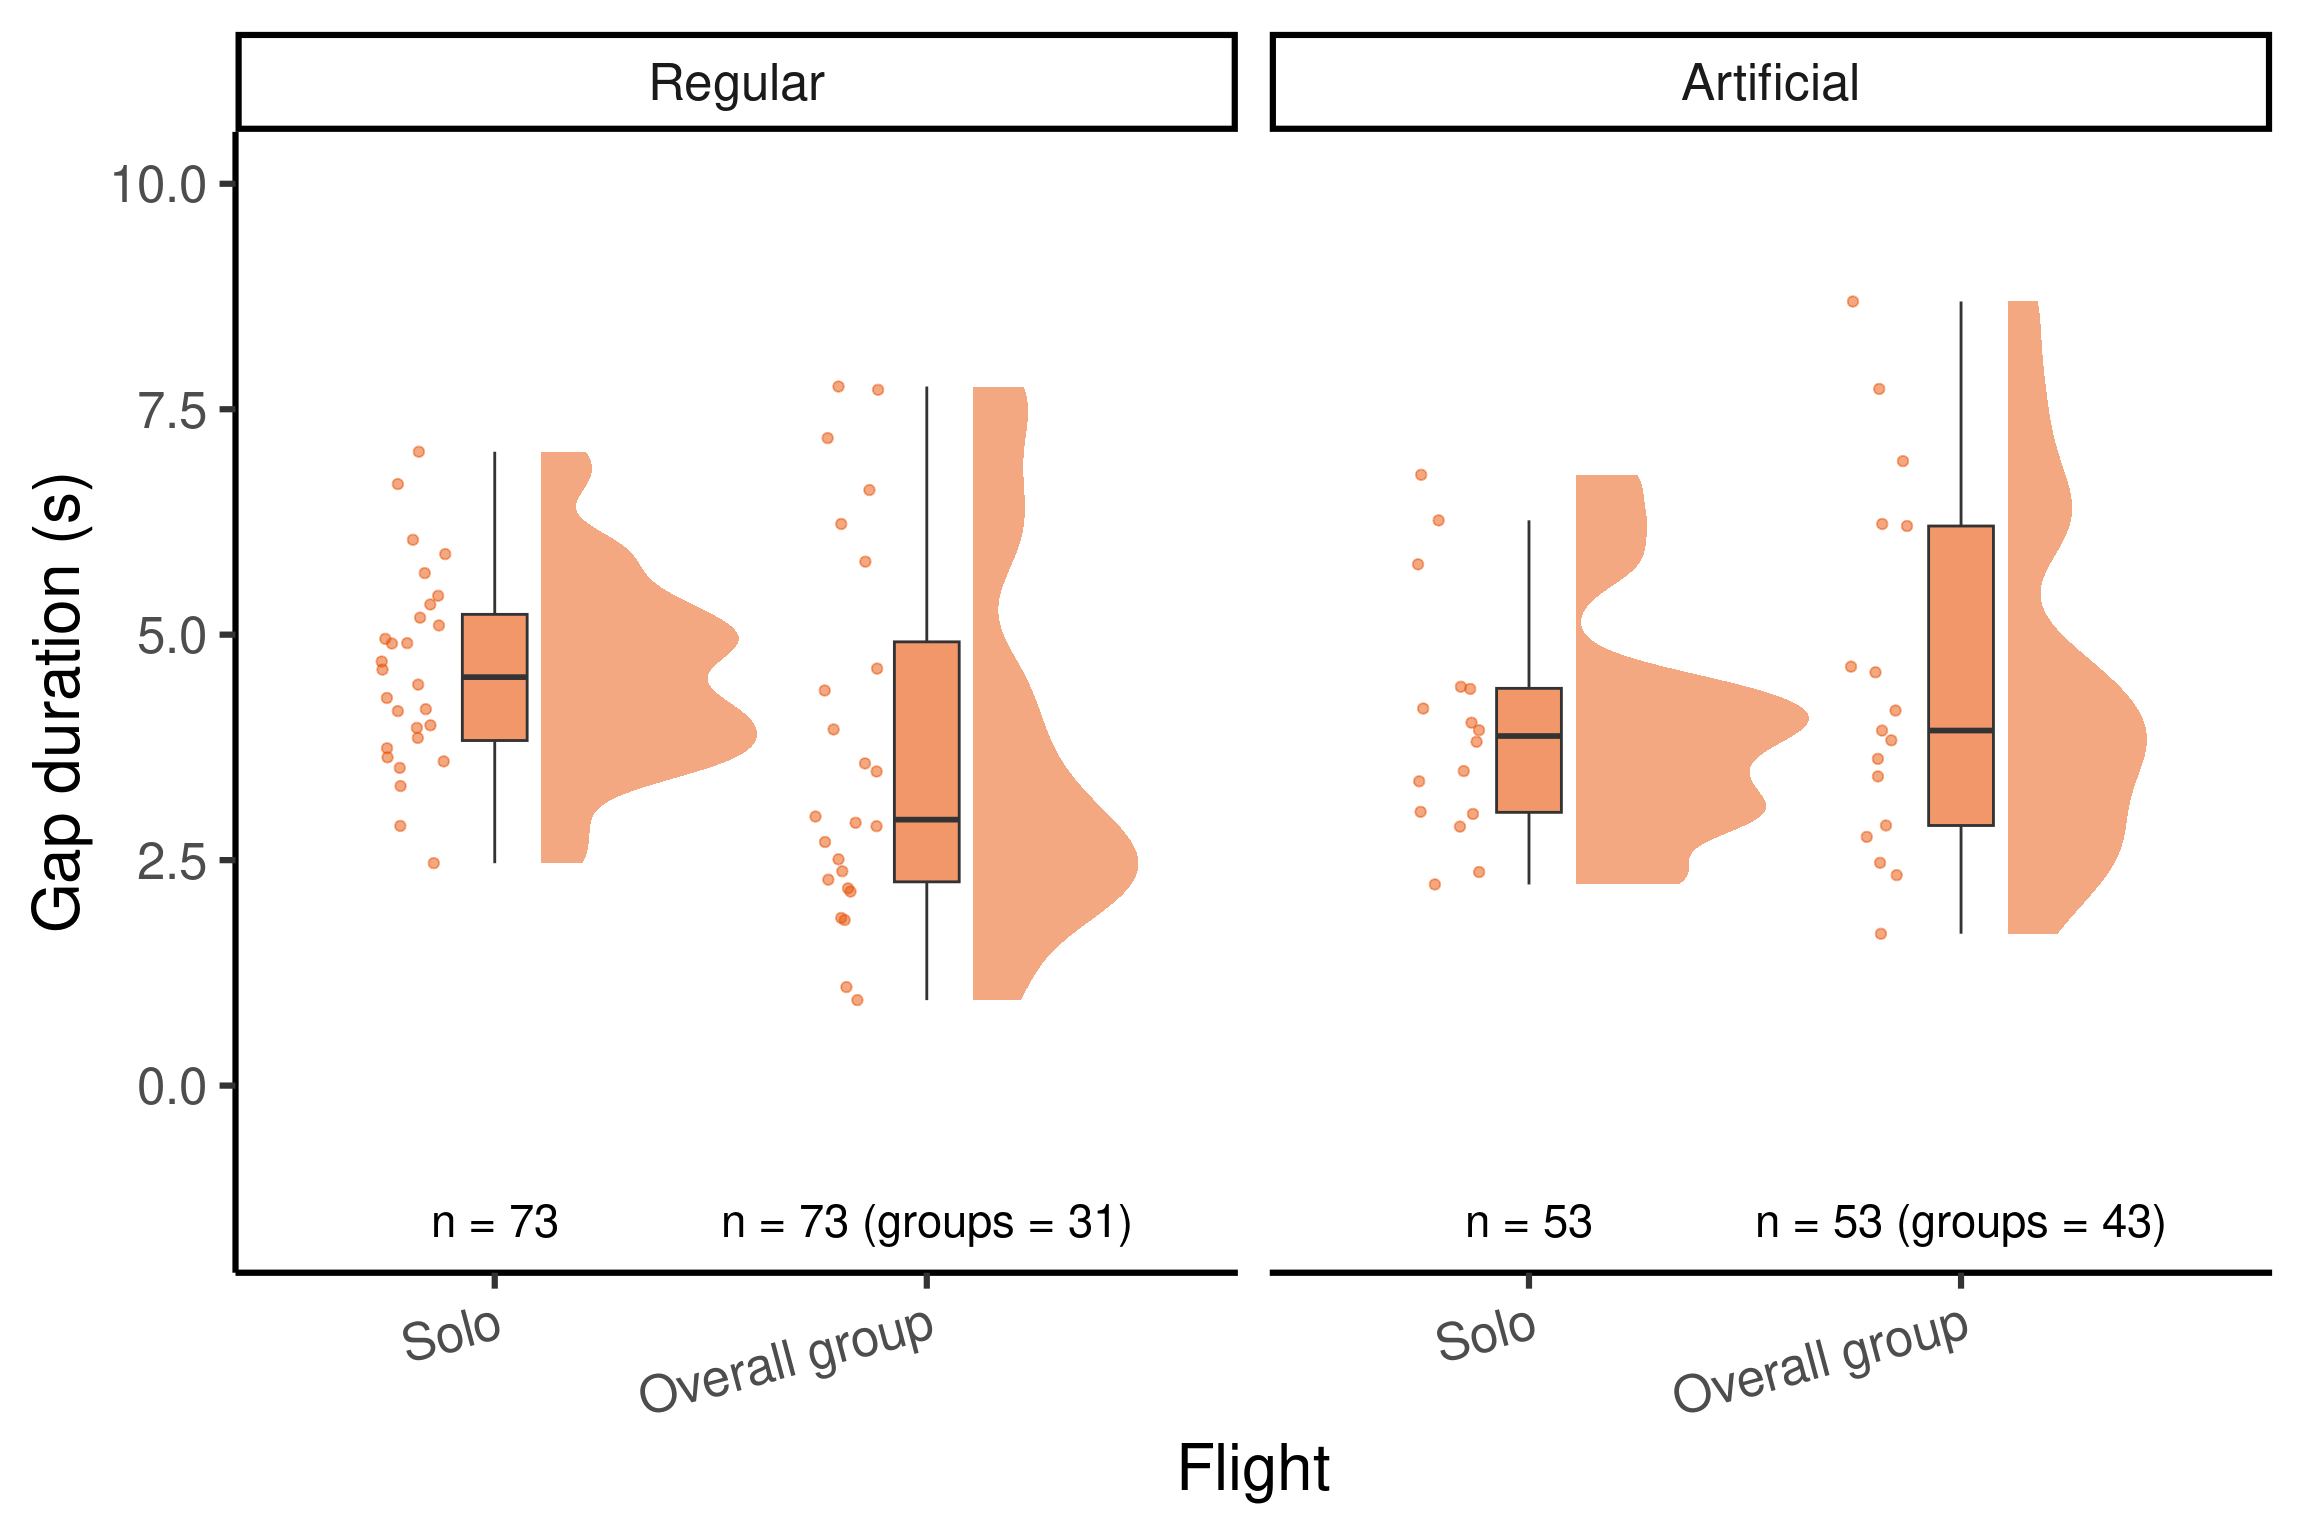 Regular
Artificial
Gap duration (s)
10.0
7.5
5.0
2.5
0.0
n = 73
n = 73 (groups = 31)
n = 53
n = 53 (groups = 43)
Solo
Overall group
Solo
Overall group
Flight